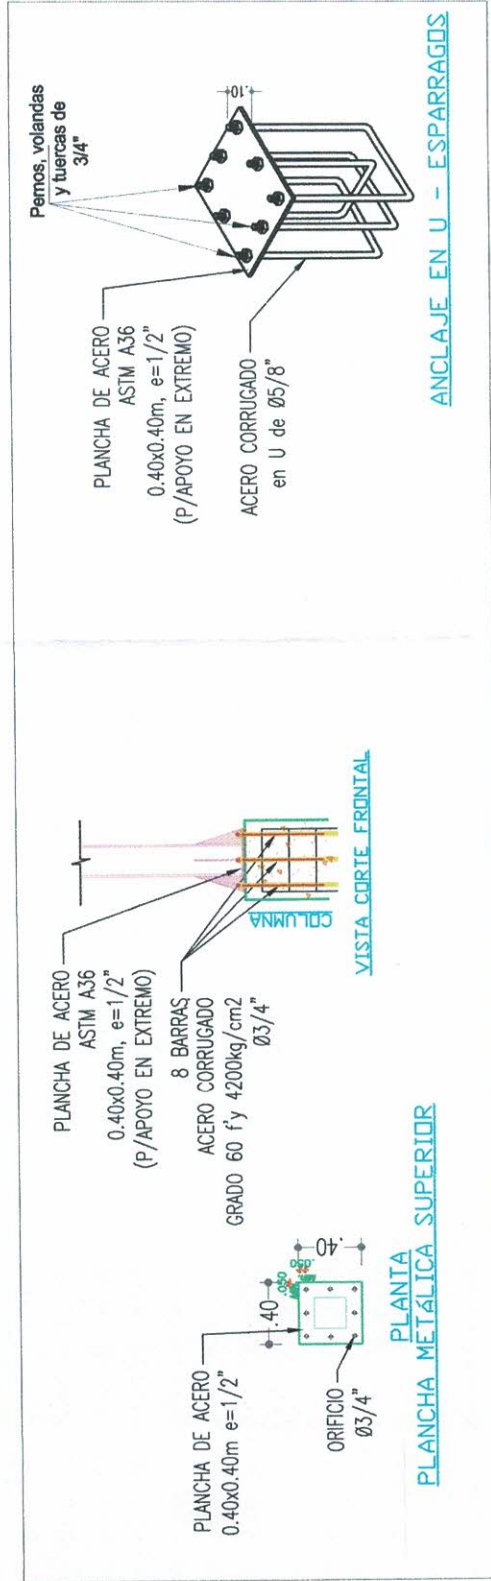 PLANCHA DE ACERO
0.40x0.40m e=1/2"
.40
.050
MIN.
.050
MIN.
.40
ORIFICIO
Ø3/4"
PLANTA
PLANCHA METÁLICA SUPERIOR
PLANCHA DE ACERO
ASTM A36
0.40x0.40m, e=1/2"
(P/APOYO EN EXTREMO)
8 BARRAS
ACERO CORRUGADO
GRADO 60 f'y 4200kg/cm2
Ø3/4"
COLUMNA
VISTA CORTE FRONTAL
Pernos, volandas
y tuercas de
3/4"
PLANCHA DE ACERO
ASTM A36
0.40x0.40m, e=1/2"
(P/APOYO EN EXTREMO)
.10
ACERO CORRUGADO
en U de Ø5/8"
ANCLAJE EN U - ESPARRAGOS